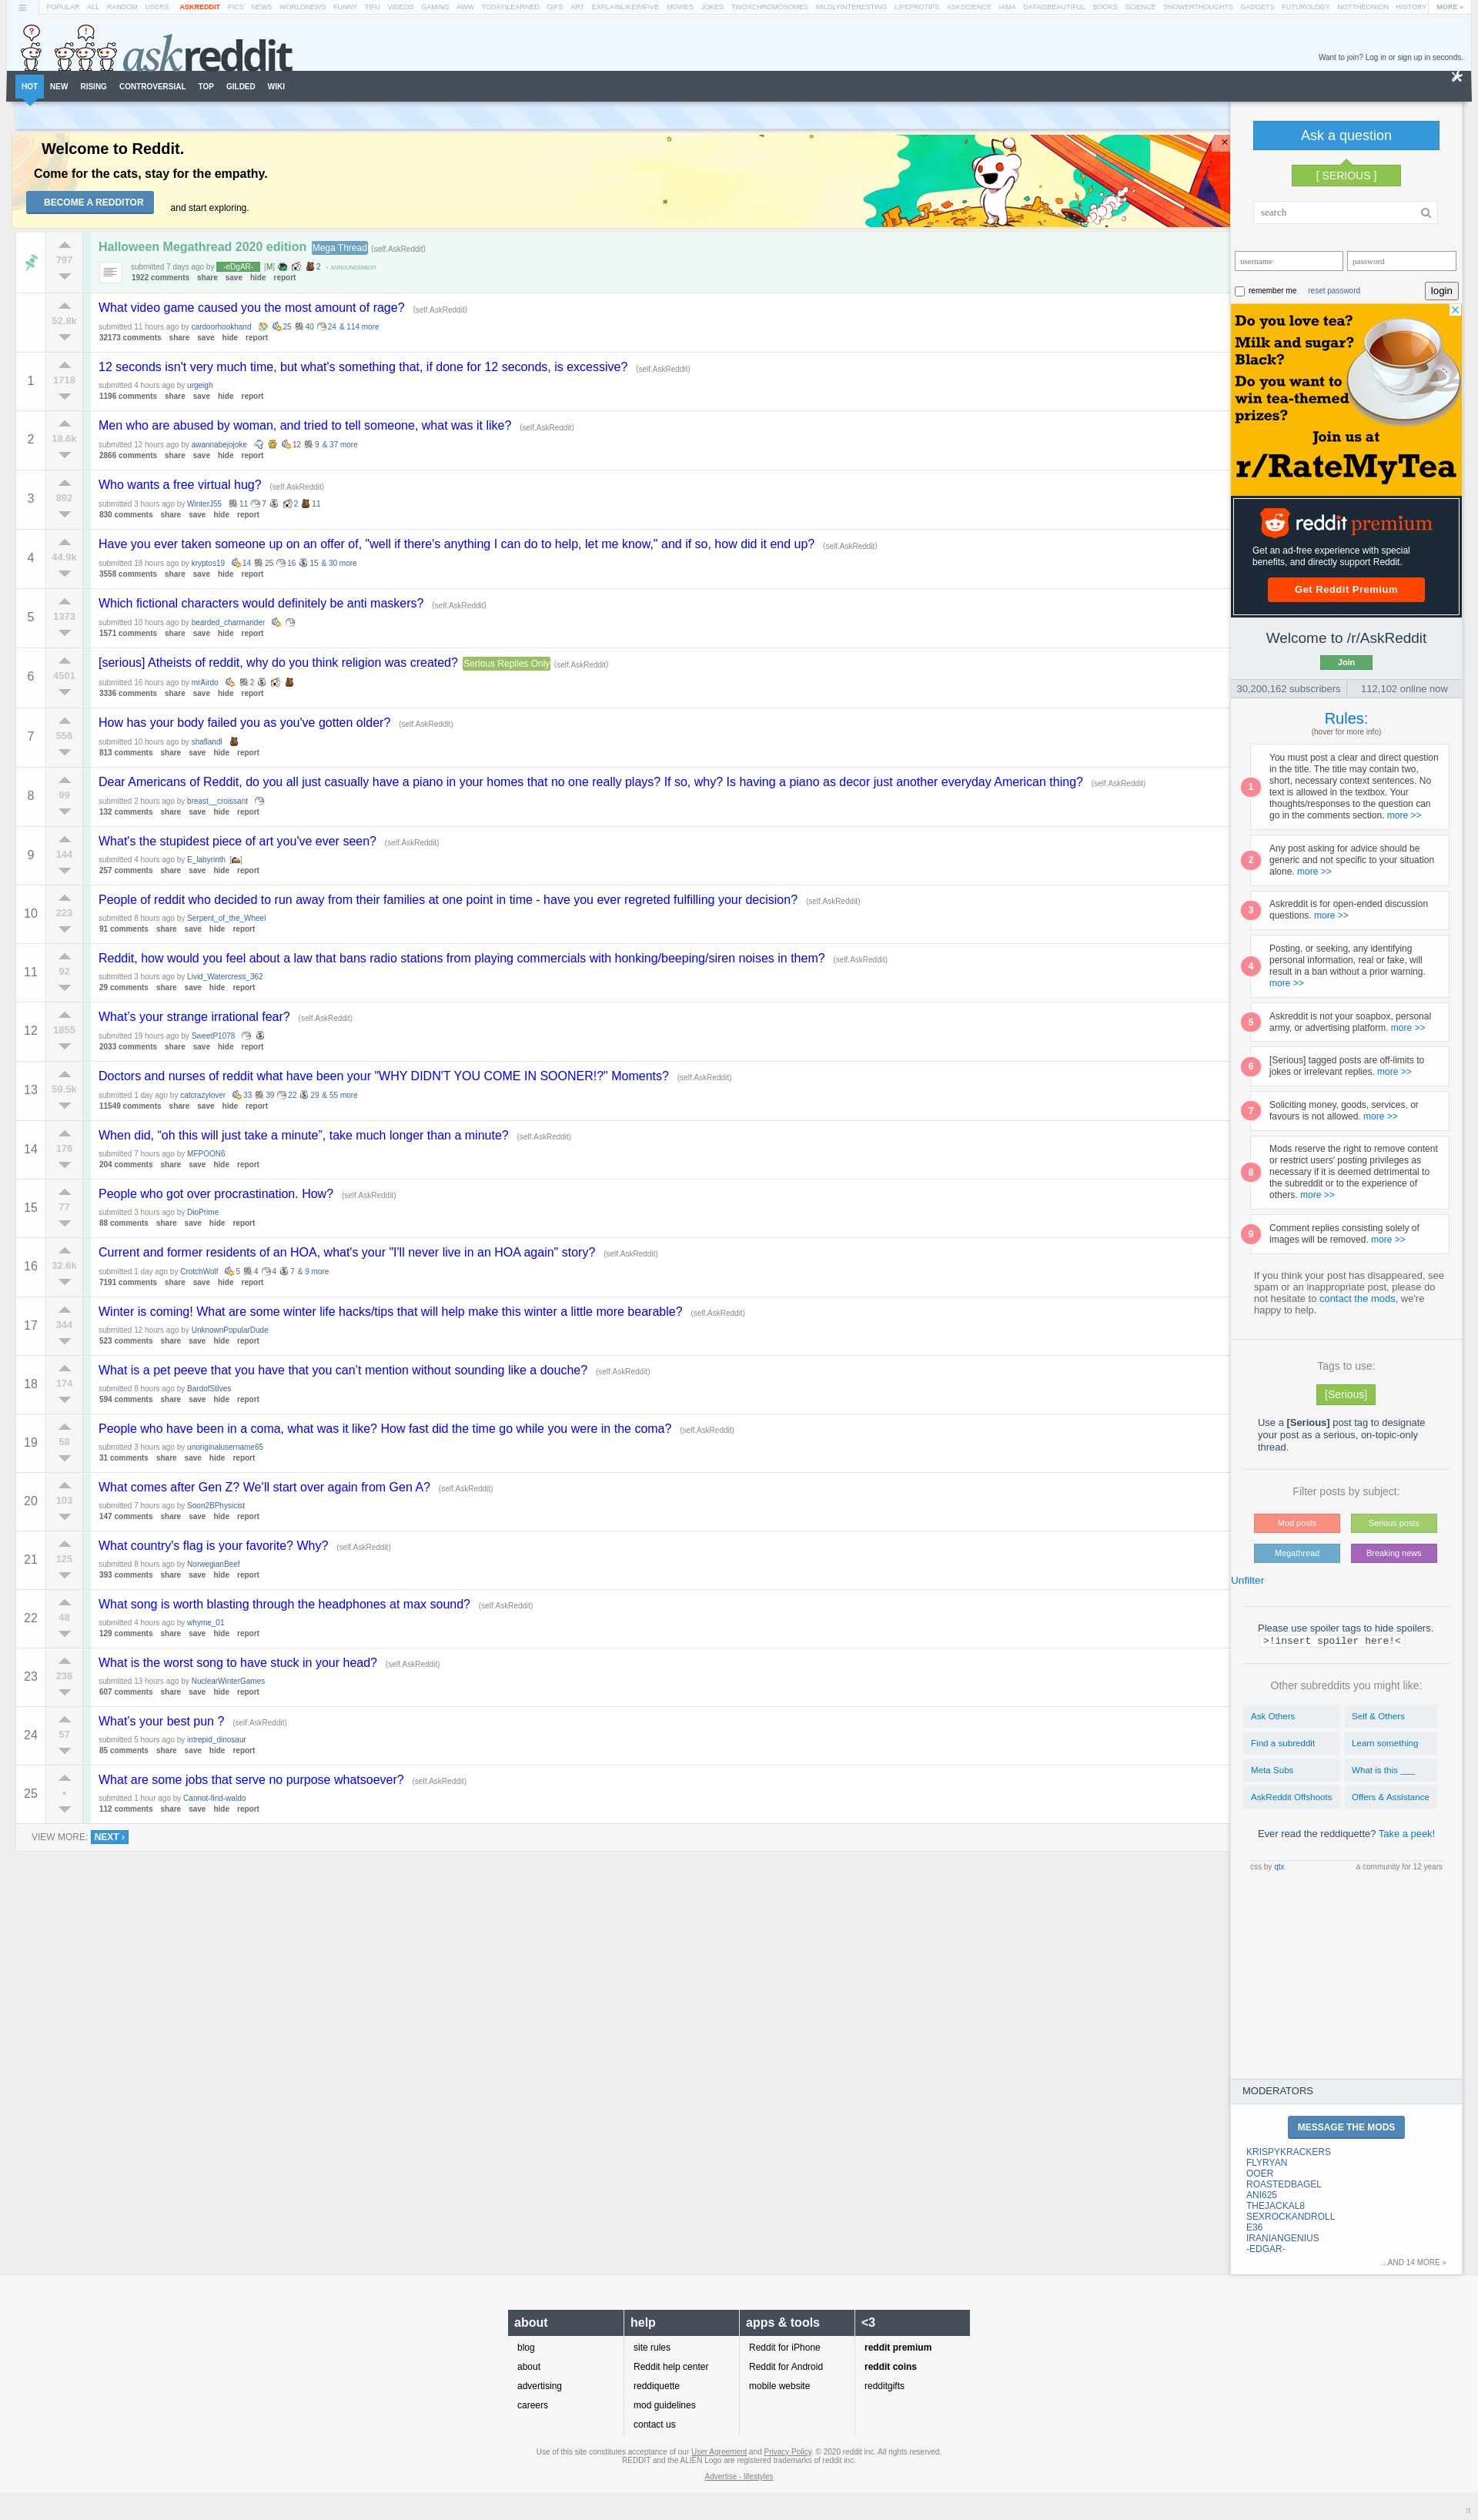 POPULAR ALL RANDOM USERS ASKREDDIT PICS NEWS WORLDNEWS FUNNY TIFU VIDEOS GAMING AWW TODAYILEARNED GIFS ART EXPLAINLIKEIMFIVE MOVIES JOKES TWOXCHROMOSOMES MILDLYINTERESTING LIFEPROTIPS ASKSCIENCE IAMA DATAISBEAUTIFUL BOOKS SCIENCE SHOWERTHOUGHTS GADGETS FUTUROLOGY NOTTHEONION HISTORY MORE »
askreddit
Want to join? Log in or sign up in seconds.
HOT NEW RISING CONTROVERSIAL TOP GILDED WIKI
Welcome to Reddit.
Come for the cats, stay for the empathy.
BECOME A REDDITOR and start exploring.
797
Halloween Megathread 2020 edition Mega Thread (self.AskReddit)
submitted 7 days ago by -eDgAR- [M] 2 - ANNOUNCEMENT
1922 comments share save hide report
52.8k
What video game caused you the most amount of rage? (self.AskReddit)
submitted 11 hours ago by cardoorhookhand 25 40 24 & 114 more
32173 comments share save hide report
1 1718
12 seconds isn't very much time, but what's something that, if done for 12 seconds, is excessive? (self.AskReddit)
submitted 4 hours ago by urgeigh
1196 comments share save hide report
2 18.6k
Men who are abused by woman, and tried to tell someone, what was it like? (self.AskReddit)
submitted 12 hours ago by awannabejojoke 12 9 & 37 more
2866 comments share save hide report
3 892
Who wants a free virtual hug? (self.AskReddit)
submitted 3 hours ago by WinterJ55 11 7 2 11
830 comments share save hide report
4 44.9k
Have you ever taken someone up on an offer of, "well if there's anything I can do to help, let me know," and if so, how did it end up? (self.AskReddit)
submitted 18 hours ago by kryptos19 14 25 16 15 & 30 more
3558 comments share save hide report
5 1373
Which fictional characters would definitely be anti maskers? (self.AskReddit)
submitted 10 hours ago by bearded_charmander
1571 comments share save hide report
6 4501
[serious] Atheists of reddit, why do you think religion was created? Serious Replies Only (self.AskReddit)
submitted 16 hours ago by mrAirdo 2
3336 comments share save hide report
7 556
How has your body failed you as you've gotten older? (self.AskReddit)
submitted 10 hours ago by shaflandl
813 comments share save hide report
8 99
Dear Americans of Reddit, do you all just casually have a piano in your homes that no one really plays? If so, why? Is having a piano as decor just another everyday American thing? (self.AskReddit)
submitted 2 hours ago by breast__croissant
132 comments share save hide report
9 144
What's the stupidest piece of art you've ever seen? (self.AskReddit)
submitted 4 hours ago by E_labyrinth
257 comments share save hide report
10 223
People of reddit who decided to run away from their families at one point in time - have you ever regreted fulfilling your decision? (self.AskReddit)
submitted 8 hours ago by Serpent_of_the_Wheel
91 comments share save hide report
11 92
Reddit, how would you feel about a law that bans radio stations from playing commercials with honking/beeping/siren noises in them? (self.AskReddit)
submitted 3 hours ago by Livid_Watercress_362
29 comments share save hide report
12 1855
What's your strange irrational fear? (self.AskReddit)
submitted 19 hours ago by SweetP1078
2033 comments share save hide report
13 59.5k
Doctors and nurses of reddit what have been your "WHY DIDN'T YOU COME IN SOONER!?" Moments? (self.AskReddit)
submitted 1 day ago by catcrazylover 33 39 22 29 & 55 more
11549 comments share save hide report
14 176
When did, “oh this will just take a minute”, take much longer than a minute? (self.AskReddit)
submitted 7 hours ago by MFPOON6
204 comments share save hide report
15 77
People who got over procrastination. How? (self.AskReddit)
submitted 3 hours ago by DioPrime
88 comments share save hide report
16 32.6k
Current and former residents of an HOA, what's your "I'll never live in an HOA again" story? (self.AskReddit)
submitted 1 day ago by CrotchWolf 5 4 4 7 & 9 more
7191 comments share save hide report
17 344
Winter is coming! What are some winter life hacks/tips that will help make this winter a little more bearable? (self.AskReddit)
submitted 12 hours ago by UnknownPopularDude
523 comments share save hide report
18 174
What is a pet peeve that you have that you can’t mention without sounding like a douche? (self.AskReddit)
submitted 8 hours ago by BardofStIves
594 comments share save hide report
19 58
People who have been in a coma, what was it like? How fast did the time go while you were in the coma? (self.AskReddit)
submitted 3 hours ago by unoriginalusername65
31 comments share save hide report
20 103
What comes after Gen Z? We’ll start over again from Gen A? (self.AskReddit)
submitted 7 hours ago by Soon2BPhysicist
147 comments share save hide report
21 125
What country's flag is your favorite? Why? (self.AskReddit)
submitted 8 hours ago by NorwegianBeef
393 comments share save hide report
22 48
What song is worth blasting through the headphones at max sound? (self.AskReddit)
submitted 4 hours ago by whyme_01
129 comments share save hide report
23 238
What is the worst song to have stuck in your head? (self.AskReddit)
submitted 13 hours ago by NuclearWinterGames
607 comments share save hide report
24 57
What’s your best pun ? (self.AskReddit)
submitted 5 hours ago by intrepid_dinosaur
85 comments share save hide report
25 •
What are some jobs that serve no purpose whatsoever? (self.AskReddit)
submitted 1 hour ago by Cannot-find-waldo
112 comments share save hide report
VIEW MORE: NEXT ›
Ask a question
[ SERIOUS ]
search
username password
remember me reset password login
Do you love tea?
Milk and sugar?
Black?
Do you want to
win tea-themed
prizes?
Join us at
r/RateMyTea
reddit premium
Get an ad-free experience with special
benefits, and directly support Reddit.
Get Reddit Premium
Welcome to /r/AskReddit
Join
30,200,162 subscribers 112,102 online now
Rules:
(hover for more info)
1 You must post a clear and direct question
in the title. The title may contain two,
short, necessary context sentences. No
text is allowed in the textbox. Your
thoughts/responses to the question can
go in the comments section. more >>
2 Any post asking for advice should be
generic and not specific to your situation
alone. more >>
3 Askreddit is for open-ended discussion
questions. more >>
4 Posting, or seeking, any identifying
personal information, real or fake, will
result in a ban without a prior warning.
more >>
5 Askreddit is not your soapbox, personal
army, or advertising platform. more >>
6 [Serious] tagged posts are off-limits to
jokes or irrelevant replies. more >>
7 Soliciting money, goods, services, or
favours is not allowed. more >>
8 Mods reserve the right to remove content
or restrict users' posting privileges as
necessary if it is deemed detrimental to
the subreddit or to the experience of
others. more >>
9 Comment replies consisting solely of
images will be removed. more >>
If you think your post has disappeared, see
spam or an inappropriate post, please do
not hesitate to contact the mods, we're
happy to help.
Tags to use:
[Serious]
Use a [Serious] post tag to designate
your post as a serious, on-topic-only
thread.
Filter posts by subject:
Mod posts Serious posts
Megathread Breaking news
Unfilter
Please use spoiler tags to hide spoilers.
>!insert spoiler here!<
Other subreddits you might like:
Ask Others Self & Others
Find a subreddit Learn something
Meta Subs What is this ___
AskReddit Offshoots Offers & Assistance
Ever read the reddiquette? Take a peek!
css by qtx a community for 12 years
MODERATORS
MESSAGE THE MODS
KRISPYKRACKERS
FLYRYAN
OOER
ROASTEDBAGEL
ANI625
THEJACKAL8
SEXROCKANDROLL
E36
IRANIANGENIUS
-EDGAR-
...AND 14 MORE »
about help apps & tools <3
blog site rules Reddit for iPhone reddit premium
about Reddit help center Reddit for Android reddit coins
advertising reddiquette mobile website redditgifts
careers mod guidelines
contact us
Use of this site constitutes acceptance of our User Agreement and Privacy Policy. © 2020 reddit inc. All rights reserved.
REDDIT and the ALIEN Logo are registered trademarks of reddit inc.
Advertise - lifestyles
π